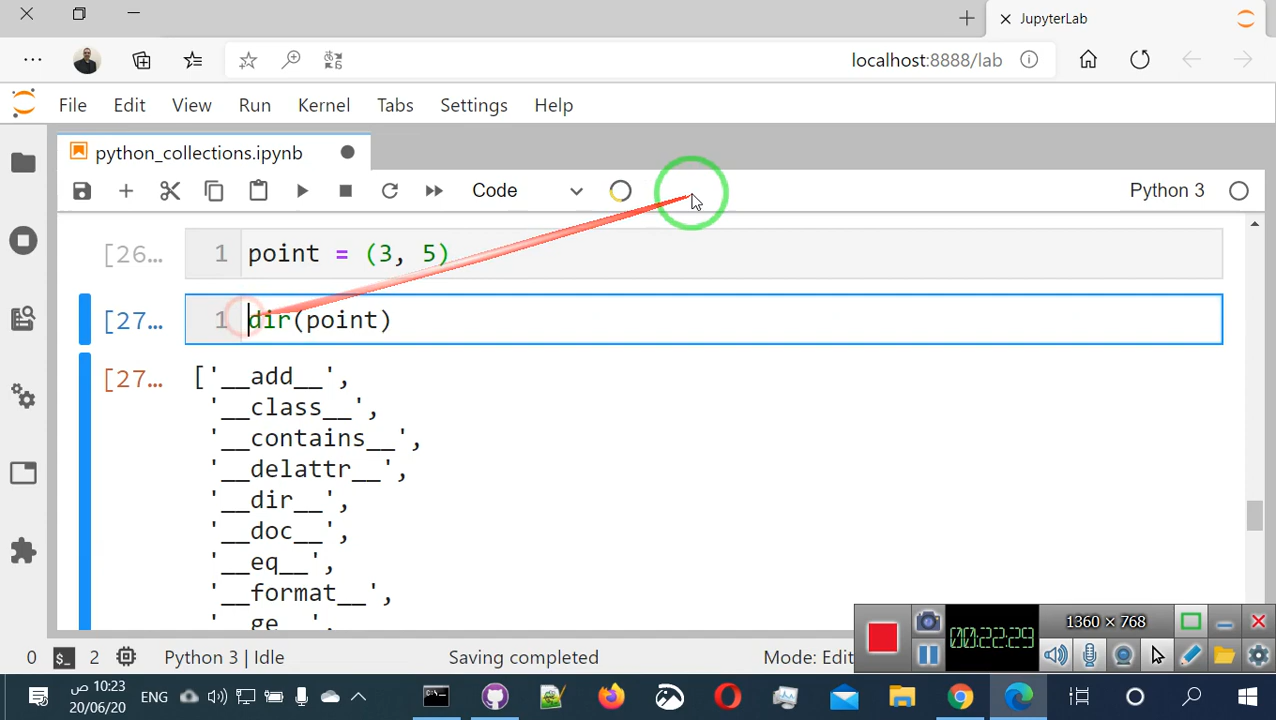 JupyterLab
localhost:8888/lab
File Edit View Run Kernel Tabs Settings Help
python_collections.ipynb
Code
Python 3
[26...
1 point = (3, 5)
[27...
1 dir(point)
[27...
['__add__',
'__class__',
'__contains__',
'__delattr__',
'__dir__',
'__doc__',
'__eq__',
'__format__',
'__ge__',
1360 × 768
00:22:29
0 2 Python 3 | Idle Saving completed Mode: Edi
10:23 ص
20/06/20
ENG